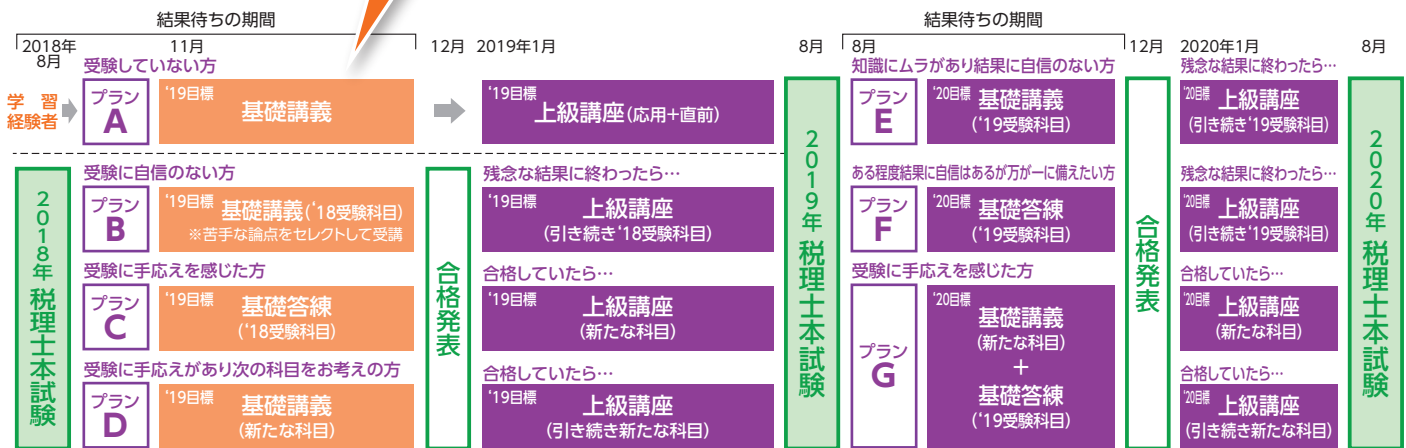 結果待ちの期間
結果待ちの期間
2018年
8月
11月
12月
2019年1月
8月
8月
12月
2020年1月
8月
学習
経験者
受験していない方
プラン
A
'19目標
基礎講義
'19目標
上級講座(応用+直前)
2018年 税理士本試験
受験に自信のない方
プラン
B
'19目標
基礎講義('18受験科目)
※苦手な論点をセレクトして受講
受験に手応えを感じた方
プラン
C
'19目標
基礎答練
('18受験科目)
受験に手応えがあり次の科目をお考えの方
プラン
D
'19目標
基礎講義
(新たな科目)
合格発表
残念な結果に終わったら…
'19目標
上級講座
(引き続き'18受験科目)
合格していたら…
'19目標
上級講座
(新たな科目)
合格していたら…
'19目標
上級講座
(引き続き新たな科目)
2019年 税理士本試験
知識にムラがあり結果に自信のない方
プラン
E
'20目標
基礎講義
('19受験科目)
ある程度結果に自信はあるが万が一に備えたい方
プラン
F
'20目標
基礎答練
('19受験科目)
受験に手応えを感じた方
プラン
G
'20目標
基礎講義
(新たな科目)
+
基礎答練
('19受験科目)
合格発表
残念な結果に終わったら…
'20目標
上級講座
(引き続き'19受験科目)
残念な結果に終わったら…
'20目標
上級講座
(引き続き'19受験科目)
合格していたら…
'20目標
上級講座
(新たな科目)
合格していたら…
'20目標
上級講座
(引き続き新たな科目)
2020年 税理士本試験